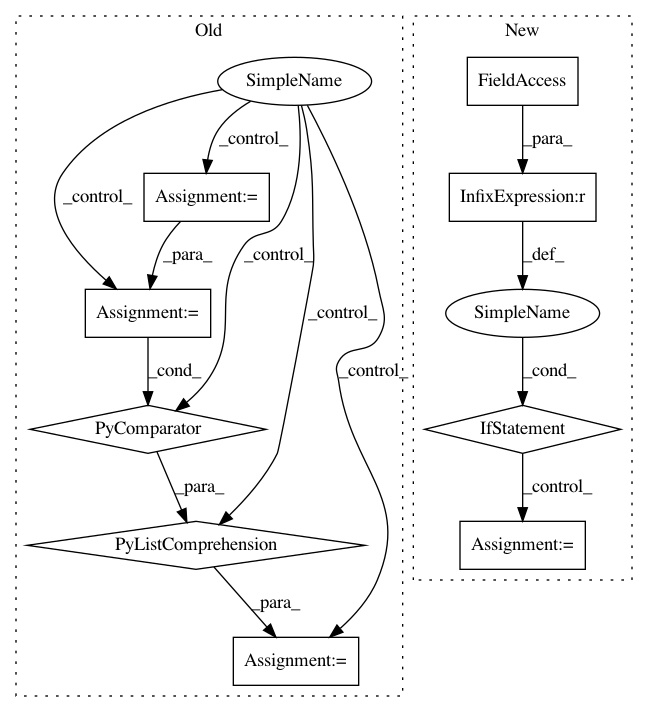 Old
New
SimpleName
FieldAccess
_control_
_para_
_control_
Assignment:=
InfixExpression:r
_para_
_control_
_def_
Assignment:=
_control_
SimpleName
_cond_
_control_
_cond_
PyComparator
IfStatement
_para_
_control_
PyListComprehension
Assignment:=
_para_
Assignment:=